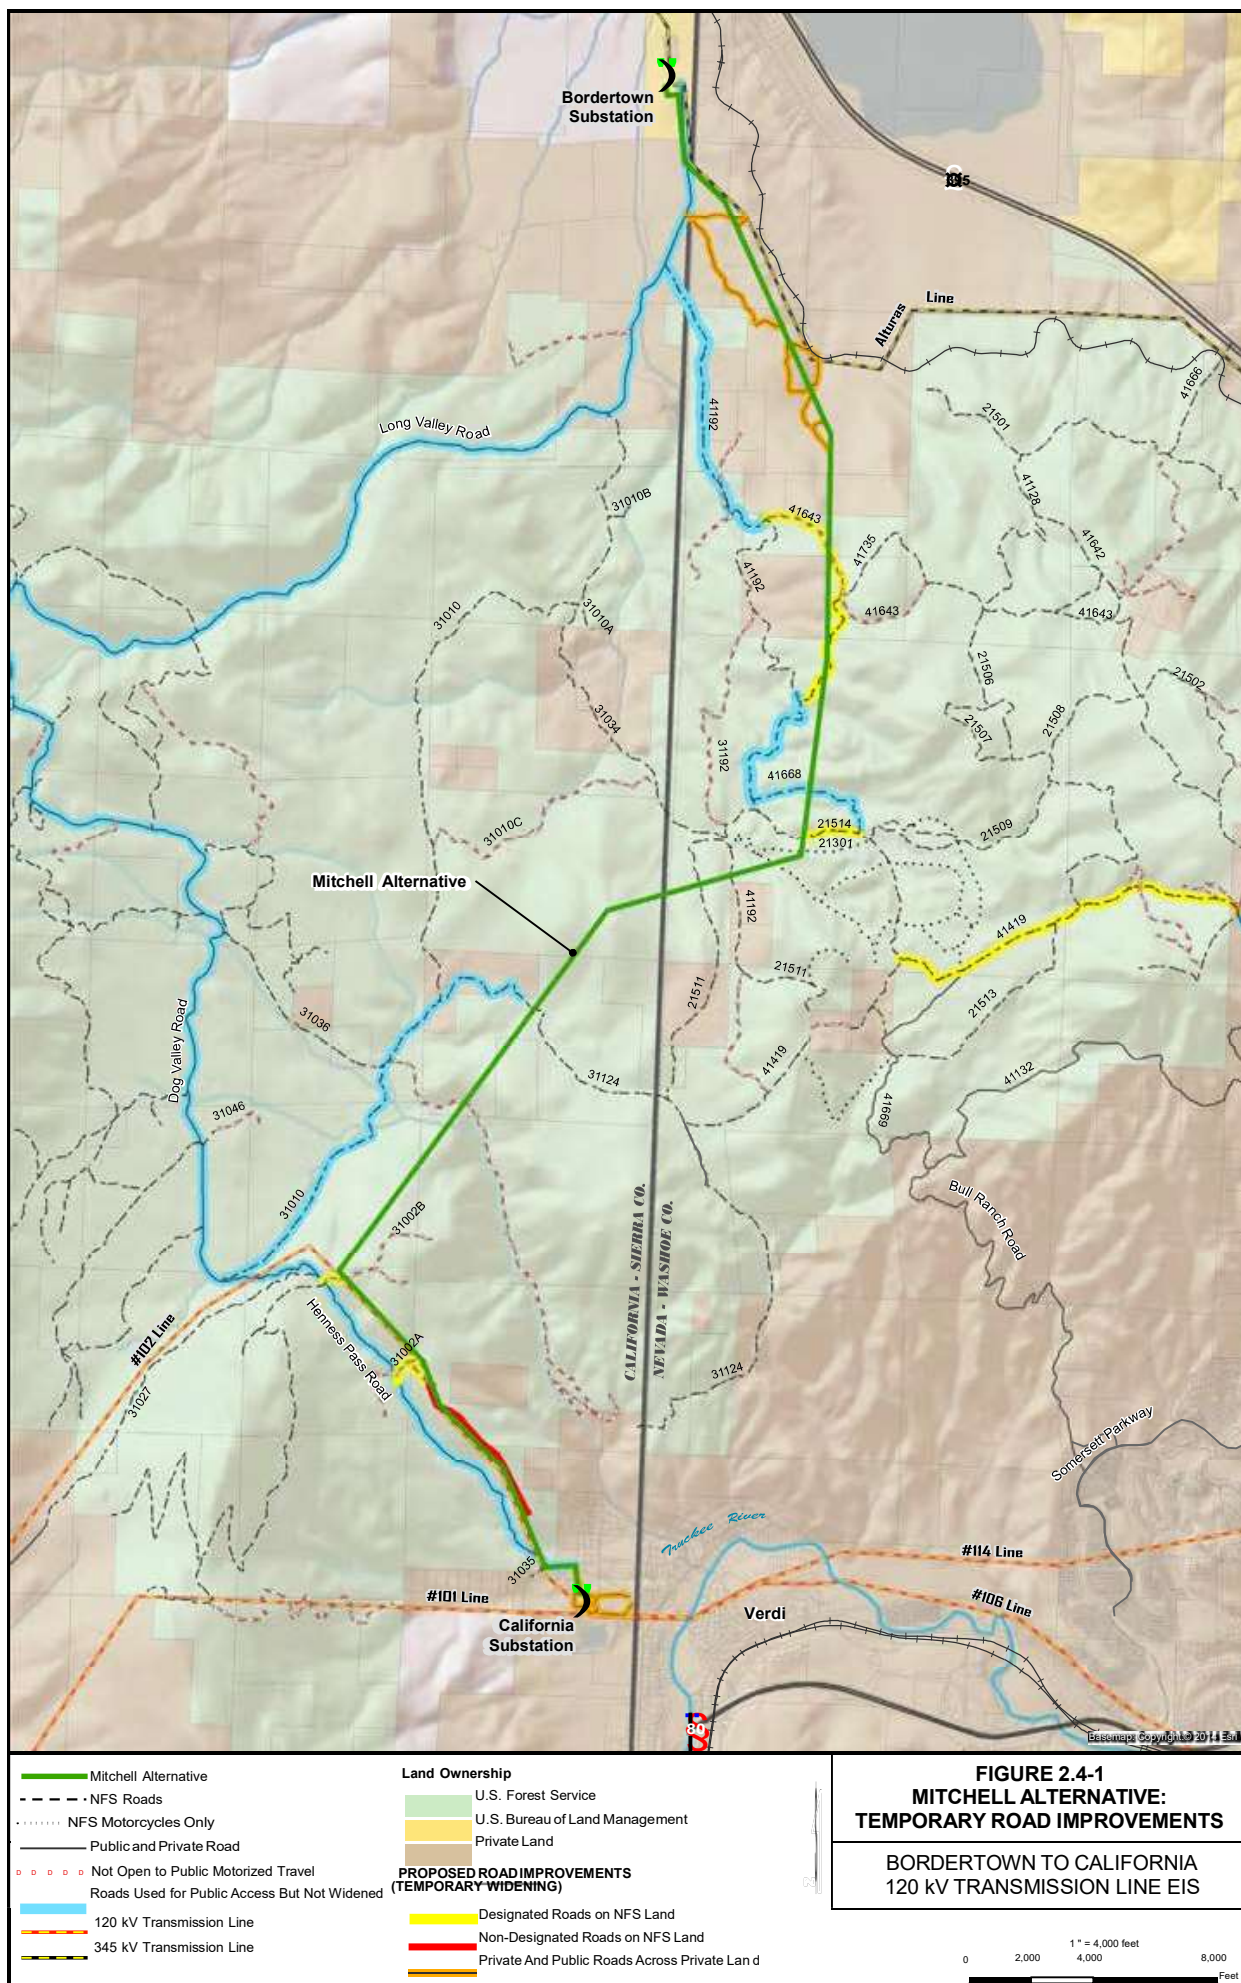 Bordertown
Substation
Alturas
Line
41666
21501
Long Valley Road
41192
41128
31010B
41643
41735
41642
41192
31010
31010A
41643
41643
21506
21502
31034
21507
21508
31192
41668
31010C
21514
21301
21509
Mitchell Alternative
41192
41419
21511
21511
21513
31036
Dog Valley Road
41419
31124
41132
31046
41669
31010
31002B
Bull Ranch Road
CALIFORNIA - SIERRA CO.
NEVADA - WASHOE CO.
#102 Line
Henness Pass Road
31002A
31027
31124
Somersett Parkway
Truckee River
#114 Line
31035
#101 Line
#106 Line
California
Substation
Verdi
80
Basemap Copyright:© 2014 Esri
Mitchell Alternative
NFS Roads
NFS Motorcycles Only
Public and Private Road
Not Open to Public Motorized Travel
Roads Used for Public Access But Not Widened
120 kV Transmission Line
345 kV Transmission Line
Land Ownership
U.S. Forest Service
U.S. Bureau of Land Management
Private Land
PROPOSED ROAD IMPROVEMENTS
(TEMPORARY WIDENING)
Designated Roads on NFS Land
Non-Designated Roads on NFS Land
Private And Public Roads Across Private Land
FIGURE 2.4-1
MITCHELL ALTERNATIVE:
TEMPORARY ROAD IMPROVEMENTS
BORDERTOWN TO CALIFORNIA
120 kV TRANSMISSION LINE EIS
1 " = 4,000 feet
0 2,000 4,000 8,000
Feet